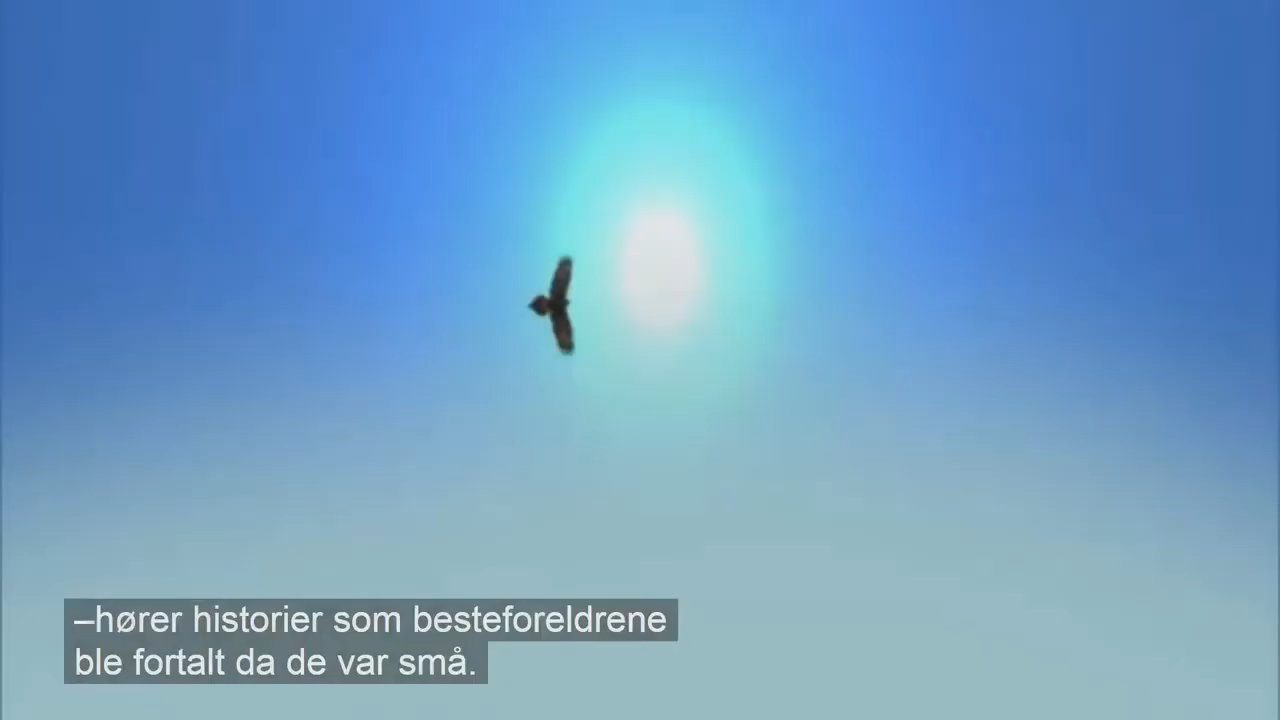 –hører historier som besteforeldrene
ble fortalt da de var små.